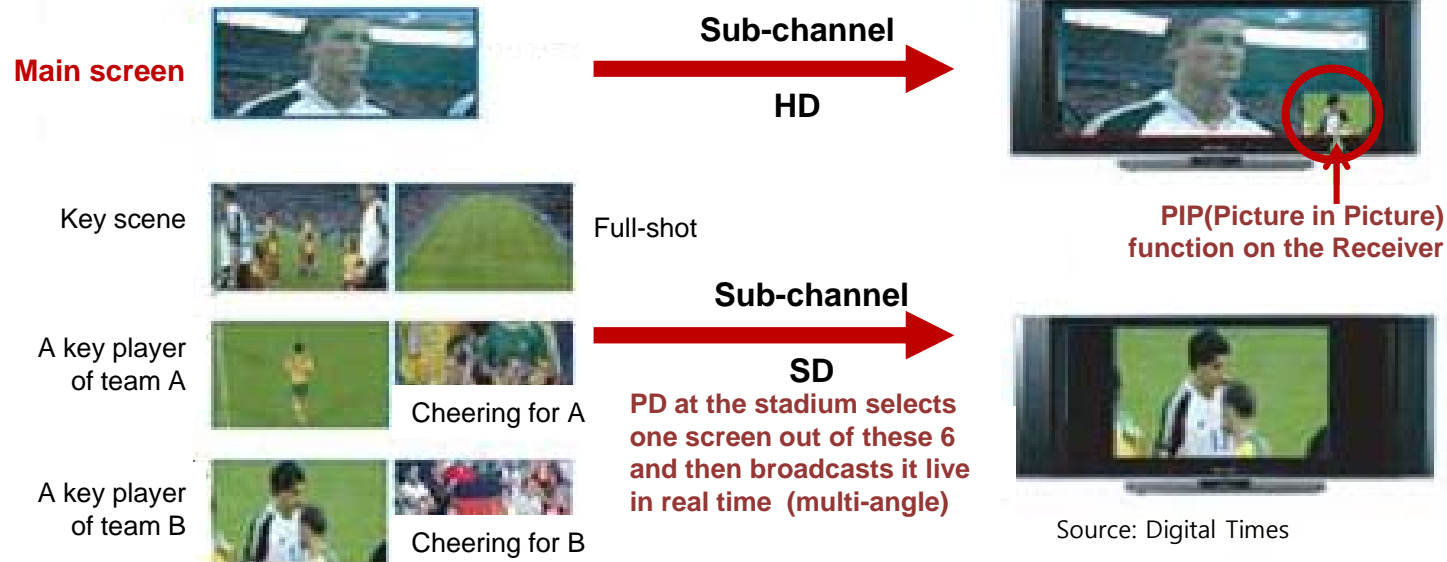 Main screen
Sub-channel
HD
PIP(Picture in Picture)
function on the Receiver
Key scene
Full-shot
A key player
of team A
Cheering for A
A key player
of team B
Cheering for B
Sub-channel
SD
PD at the stadium selects
one screen out of these 6
and then broadcasts it live
in real time (multi-angle)
Source: Digital Times